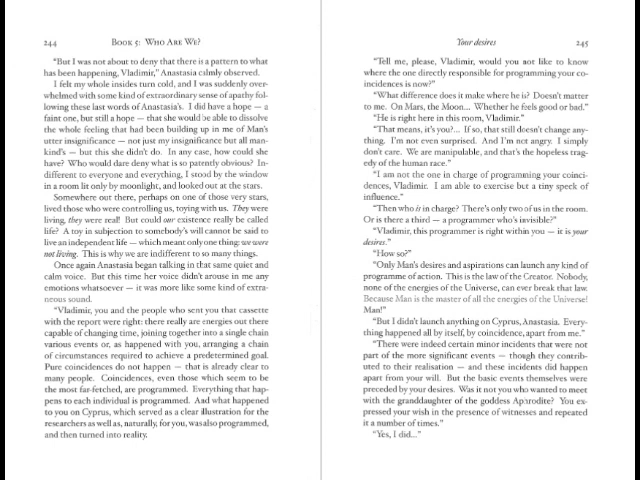 244
Book 5: Who Are We?
"But I was not about to deny that there is a pattern to what
has been happening, Vladimir," Anastasia calmly observed.
I felt my whole insides turn cold, and I was suddenly over-
whelmed with some kind of extraordinary sense of apathy fol-
lowing these last words of Anastasia's. I did have a hope — a
faint one, but still a hope — that she would be able to dissolve
the whole feeling that had been building up in me of Man's
utter insignificance — not just my insignificance but all man-
kind's — but this she didn't do. In any case, how could she
have? Who would dare deny what is so patently obvious? In-
different to everyone and everything, I stood by the window
in a room lit only by moonlight, and looked out at the stars.
Somewhere out there, perhaps on one of those very stars,
lived those who were controlling us, toying with us. They were
living, they were real! But could our existence really be called
life? A toy in subjection to somebody's will cannot be said to
live an independent life — which meant only one thing: we were
not living. This is why we are indifferent to so many things.
Once again Anastasia began talking in that same quiet and
calm voice. But this time her voice didn't arouse in me any
emotions whatsoever — it was more like some kind of extra-
neous sound.
"Vladimir, you and the people who sent you that cassette
with the report were right: there really are energies out there
capable of changing time, joining together into a single chain
various events or, as happened with you, arranging a chain
of circumstances required to achieve a predetermined goal.
Pure coincidences do not happen — that is already clear to
many people. Coincidences, even those which seem to be
the most far-fetched, are programmed. Everything that hap-
pens to each individual is programmed. And what happened
to you on Cyprus, which served as a clear illustration for the
researchers as well as, naturally, for you, was also programmed,
and then turned into reality.
Your desires
245
"Tell me, please, Vladimir, would you not like to know
where the one directly responsible for programming your co-
incidences is now?"
"What difference does it make where he is? Doesn't matter
to me. On Mars, the Moon... Whether he feels good or bad."
"He is right here in this room, Vladimir."
"That means, it's you?... If so, that still doesn't change any-
thing. I'm not even surprised. And I'm not angry. I simply
don't care. We are manipulable, and that's the hopeless trag-
edy of the human race."
"I am not the one in charge of programming your coinci-
dences, Vladimir. I am able to exercise but a tiny speck of
influence."
"Then who is in charge? There's only two of us in the room.
Or is there a third — a programmer who's invisible?"
"Vladimir, this programmer is right within you — it is your
desires."
"How so?"
"Only Man's desires and aspirations can launch any kind of
programme of action. This is the law of the Creator. Nobody,
none of the energies of the Universe, can ever break that law.
Because Man is the master of all the energies of the Universe!
Man!"
"But I didn't launch anything on Cyprus, Anastasia. Every-
thing happened all by itself, by coincidence, apart from me."
"There were indeed certain minor incidents that were not
part of the more significant events — though they contrib-
uted to their realisation — and these incidents did happen
apart from your will. But the basic events themselves were
preceded by your desires. Was it not you who wanted to meet
with the granddaughter of the goddess Aphrodite? You ex-
pressed your wish in the presence of witnesses and repeated
it a number of times."
"Yes, I did..."